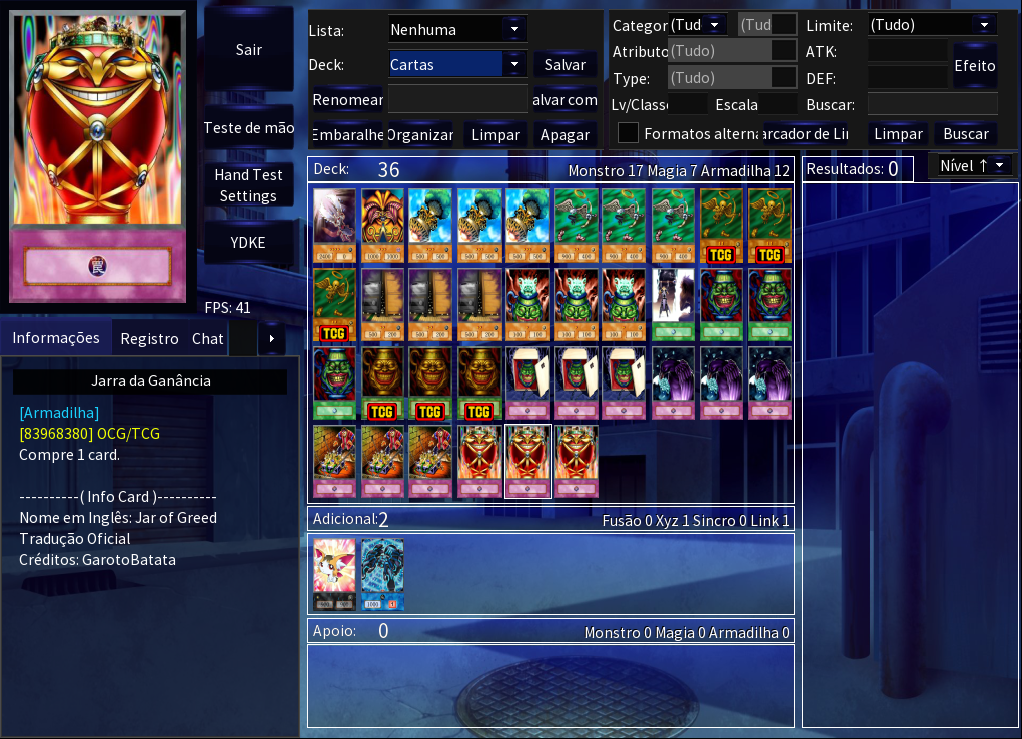 Sair
Teste de mão
Hand Test
Settings
YDKE
FPS: 41
Lista:
Nenhuma
Deck:
Cartas
Salvar
Renomear
alvar com
Embaralhe
Organizar
Limpar
Apagar
Categor
(Tud
(Tud
Limite:
(Tudo)
Atributo
(Tudo)
ATK:
Efeito
Type:
(Tudo)
DEF:
Lv/Classe
Escala
Buscar:
Formatos alterna
arcador de Lin
Limpar
Buscar
Deck:
36
Monstro 17 Magia 7 Armadilha 12
Resultados:
0
Nível ↑
TCG
TCG
TCG
TCG
TCG
TCG
Informações
Registro
Chat
Jarra da Ganância
[Armadilha]
[83968380] OCG/TCG
Compre 1 card.
----------( Info Card )----------
Nome em Inglês: Jar of Greed
Tradução Oficial
Créditos: GarotoBatata
Adicional:
2
Fusão 0 Xyz 1 Sincro 0 Link 1
Apoio:
0
Monstro 0 Magia 0 Armadilha 0